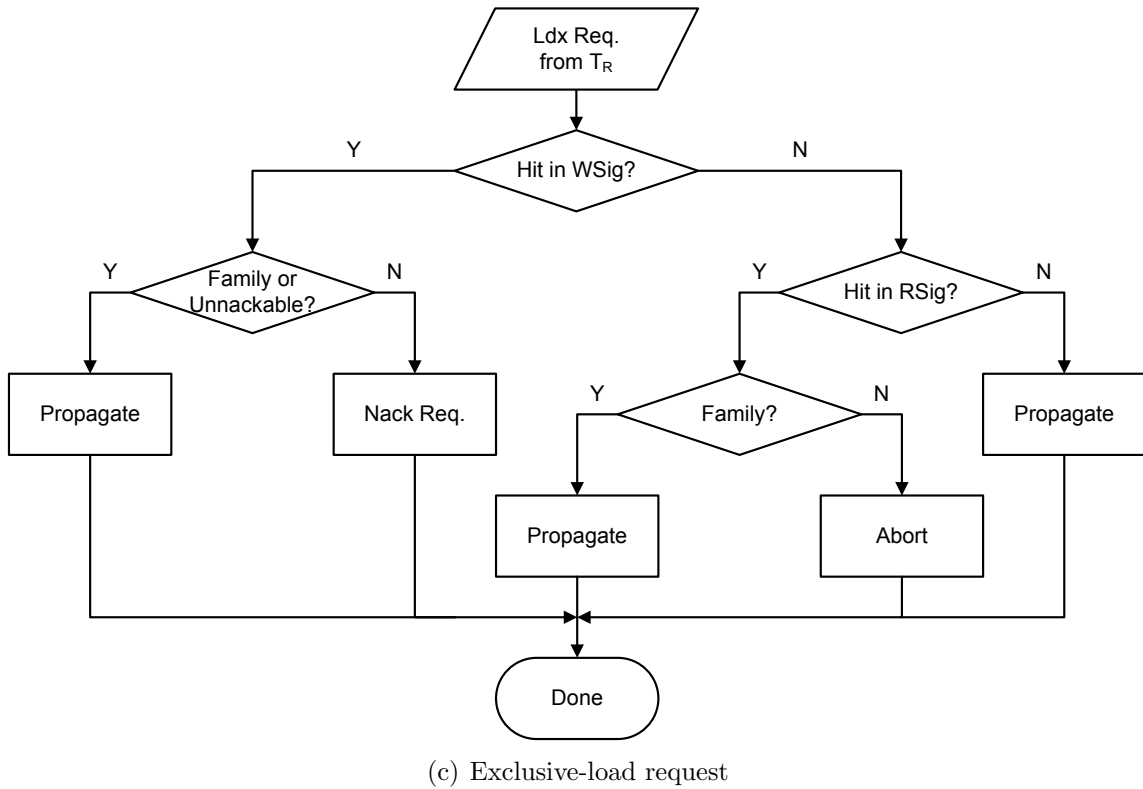 Ldx Req.
from TR
Y
N
Hit in WSig?
Y
Family or
Unnackable?
N
Y
Hit in RSig?
N
Propagate
Nack Req.
Y
Family?
N
Propagate
Propagate
Abort
Done
(c) Exclusive-load request